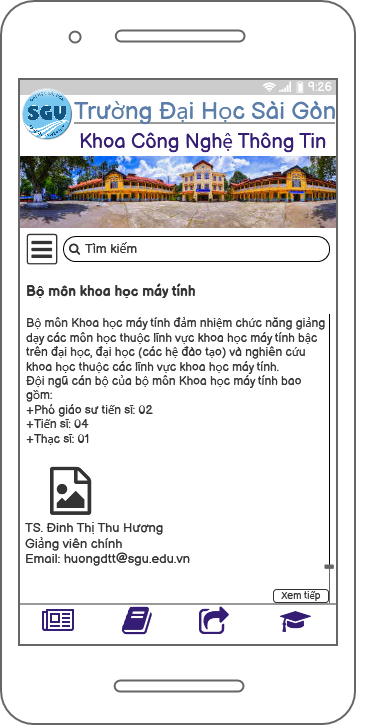 9:26
SGU
Trường Đại Học Sài Gòn
Khoa Công Nghệ Thông Tin
Tìm kiếm
Bộ môn khoa học máy tính
Bộ môn Khoa học máy tính đảm nhiệm chức năng giảng
dạy các môn học thuộc lĩnh vực khoa học máy tính bậc
trên đại học, đại học (các hệ đào tạo) và nghiên cứu
khoa học thuộc các lĩnh vực khoa học máy tính.
Đội ngũ cán bộ của bộ môn Khoa học máy tính bao
gồm:
+Phó giáo sư tiến sĩ: 02
+Tiến sĩ: 04
+Thạc sĩ: 01
TS. Đinh Thị Thu Hương
Giảng viên chính
Email: huongdtt@sgu.edu.vn
Xem tiếp